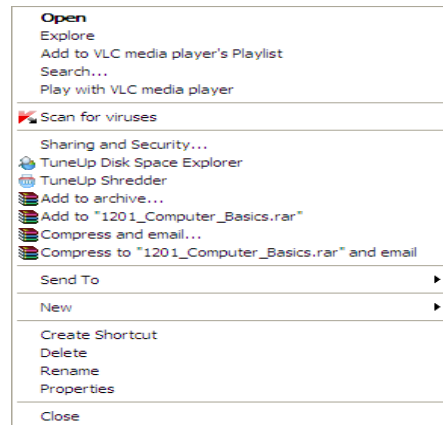 Open
Explore
Add to VLC media player's Playlist
Search...
Play with VLC media player
Scan for viruses
Sharing and Security...
TuneUp Disk Space Explorer
TuneUp Shredder
Add to archive...
Add to "1201_Computer_Basics.rar"
Compress and email...
Compress to "1201_Computer_Basics.rar" and email
Send To
New
Create Shortcut
Delete
Rename
Properties
Close